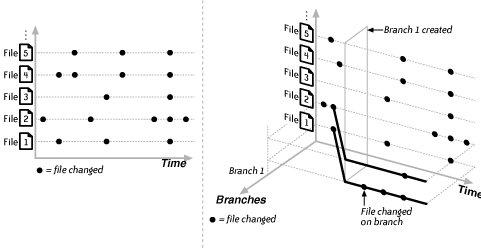 File 5
File 4
File 3
File 2
File 1
Time
= file changed
File 5
File 4
File 3
File 2
File 1
Branch 1 created
Branch 1
Branches
Time
= file changed
File changed
on branch